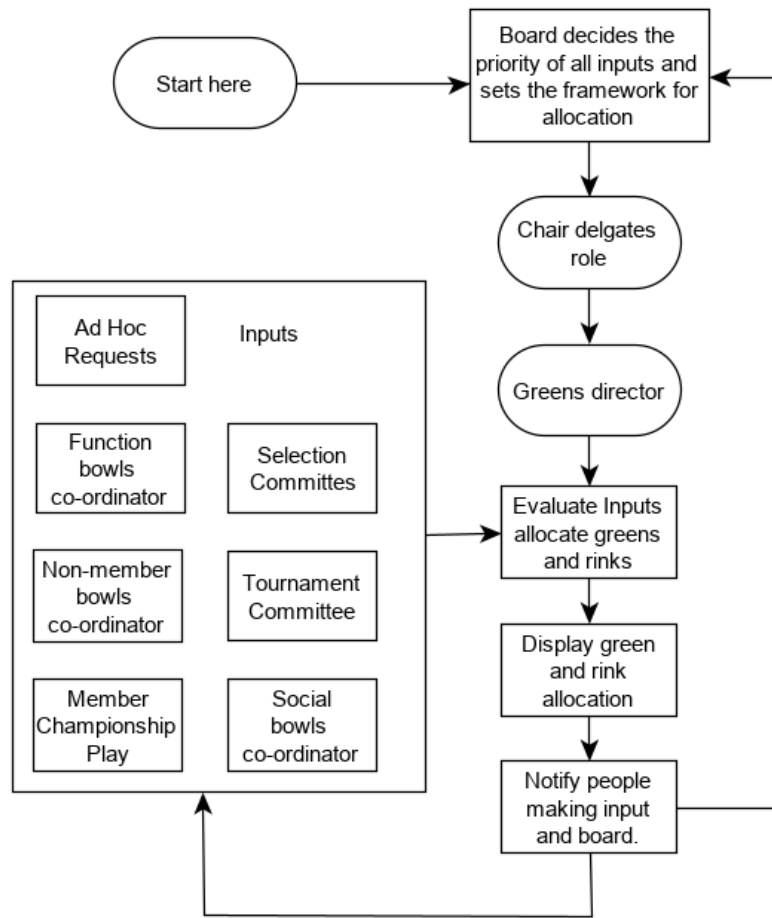 Start here
Board decides the
priority of all inputs and
sets the framework for
allocation
Chair delgates
role
Greens director
Inputs
Ad Hoc
Requests
Function
bowls
co-ordinator
Selection
Committes
Non-member
bowls
co-ordinator
Tournament
Committee
Member
Championship
Play
Social
bowls
co-ordinator
Evaluate Inputs
allocate greens
and rinks
Display green
and rink
allocation
Notify people
making input
and board.